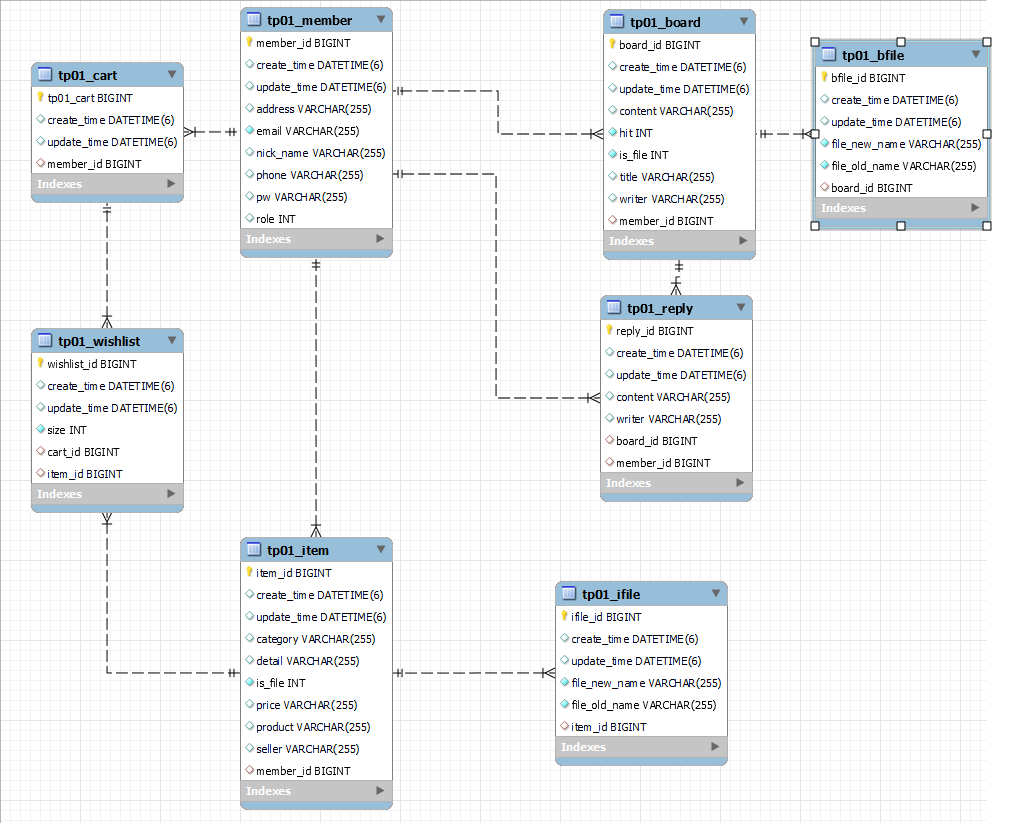 tp01_member
member_id BIGINT
create_time DATETIME(6)
update_time DATETIME(6)
address VARCHAR(255)
email VARCHAR(255)
nick_name VARCHAR(255)
phone VARCHAR(255)
pw VARCHAR(255)
role INT
Indexes
tp01_board
board_id BIGINT
create_time DATETIME(6)
update_time DATETIME(6)
content VARCHAR(255)
hit INT
is_file INT
title VARCHAR(255)
writer VARCHAR(255)
member_id BIGINT
Indexes
tp01_bfile
bfile_id BIGINT
create_time DATETIME(6)
update_time DATETIME(6)
file_new_name VARCHAR(255)
file_old_name VARCHAR(255)
board_id BIGINT
Indexes
tp01_cart
tp01_cart BIGINT
create_time DATETIME(6)
update_time DATETIME(6)
member_id BIGINT
Indexes
tp01_reply
reply_id BIGINT
create_time DATETIME(6)
update_time DATETIME(6)
content VARCHAR(255)
writer VARCHAR(255)
board_id BIGINT
member_id BIGINT
Indexes
tp01_wishlist
wishlist_id BIGINT
create_time DATETIME(6)
update_time DATETIME(6)
size INT
cart_id BIGINT
item_id BIGINT
Indexes
tp01_item
item_id BIGINT
create_time DATETIME(6)
update_time DATETIME(6)
category VARCHAR(255)
detail VARCHAR(255)
is_file INT
price VARCHAR(255)
product VARCHAR(255)
seller VARCHAR(255)
member_id BIGINT
Indexes
tp01_ifile
ifile_id BIGINT
create_time DATETIME(6)
update_time DATETIME(6)
file_new_name VARCHAR(255)
file_old_name VARCHAR(255)
item_id BIGINT
Indexes